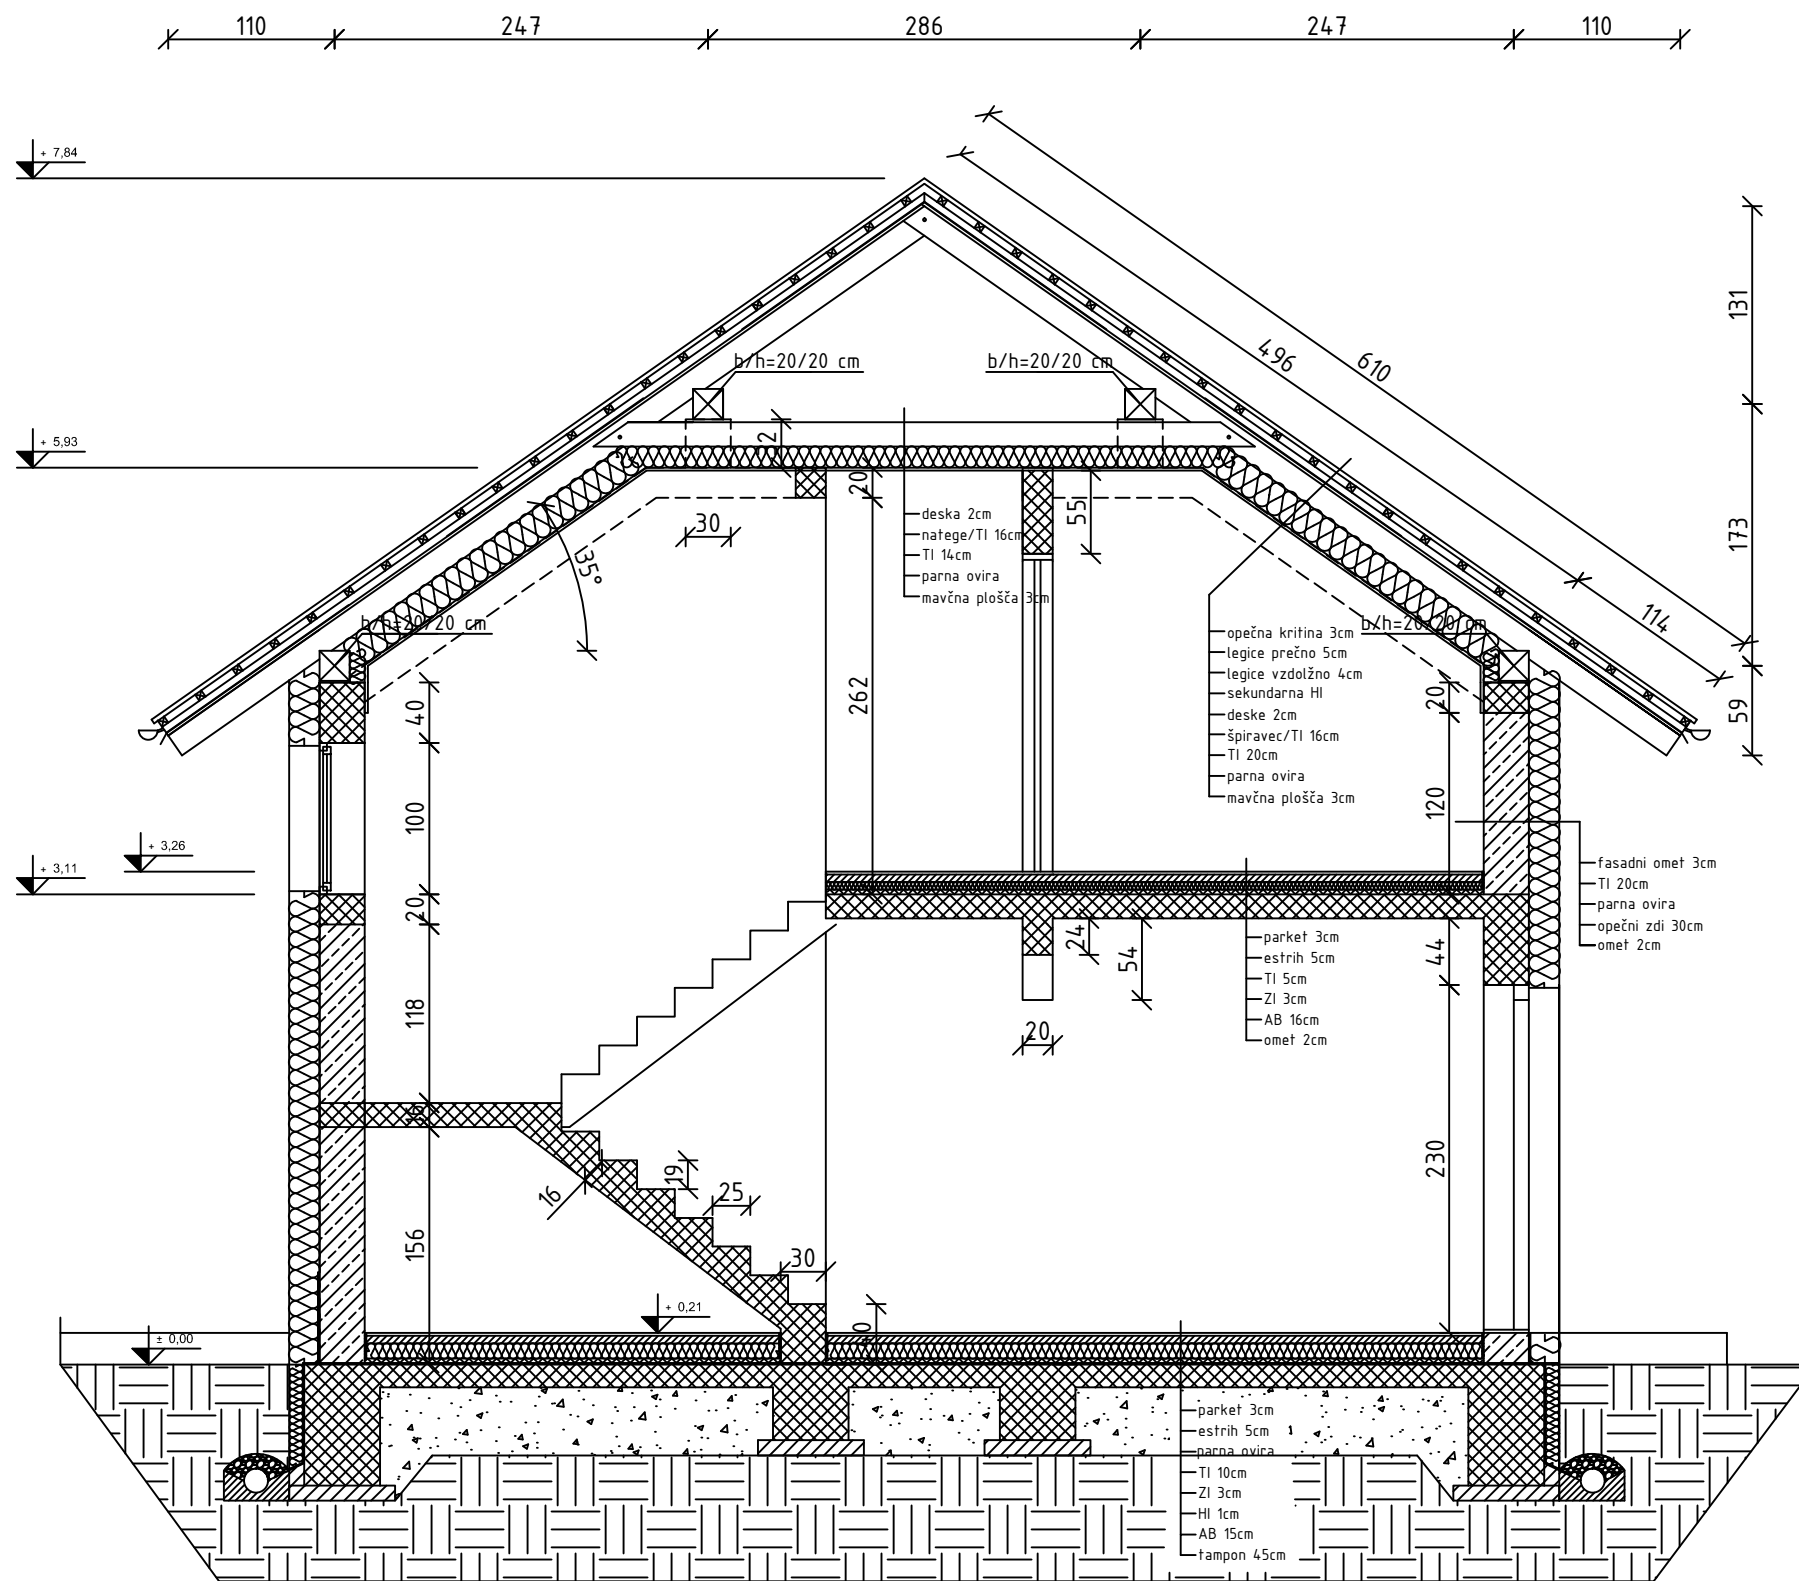 110 247 286 247 110
+ 7,84
131
496 610
b/h=20/20 cm b/h=20/20 cm
+ 5,93
20
55
173
30
deska 2cm
natege/TI 16cm
TI 14cm
parna ovira
mavčna plošča 3cm
35°
114
b/h=20/20 cm b/h=20/20 cm
opečna kritina 3cm
legice prečno 5cm
legice vzdolžno 4cm
sekundarna HI
deske 2cm
špiravec/TI 16cm
TI 20cm
parna ovira
mavčna plošča 3cm
262
40
20
59
100
120
+ 3,26
+ 3,11
fasadni omet 3cm
TI 20cm
parna ovira
opečni zdi 30cm
omet 2cm
20
24
54
44
parket 3cm
estrih 5cm
TI 5cm
ZI 3cm
AB 16cm
omet 2cm
118
20
16
230
19
16
25
156
30
+ 0,21
± 0,00
40
parket 3cm
estrih 5cm
parna ovira
TI 10cm
ZI 3cm
HI 1cm
AB 15cm
tampon 45cm